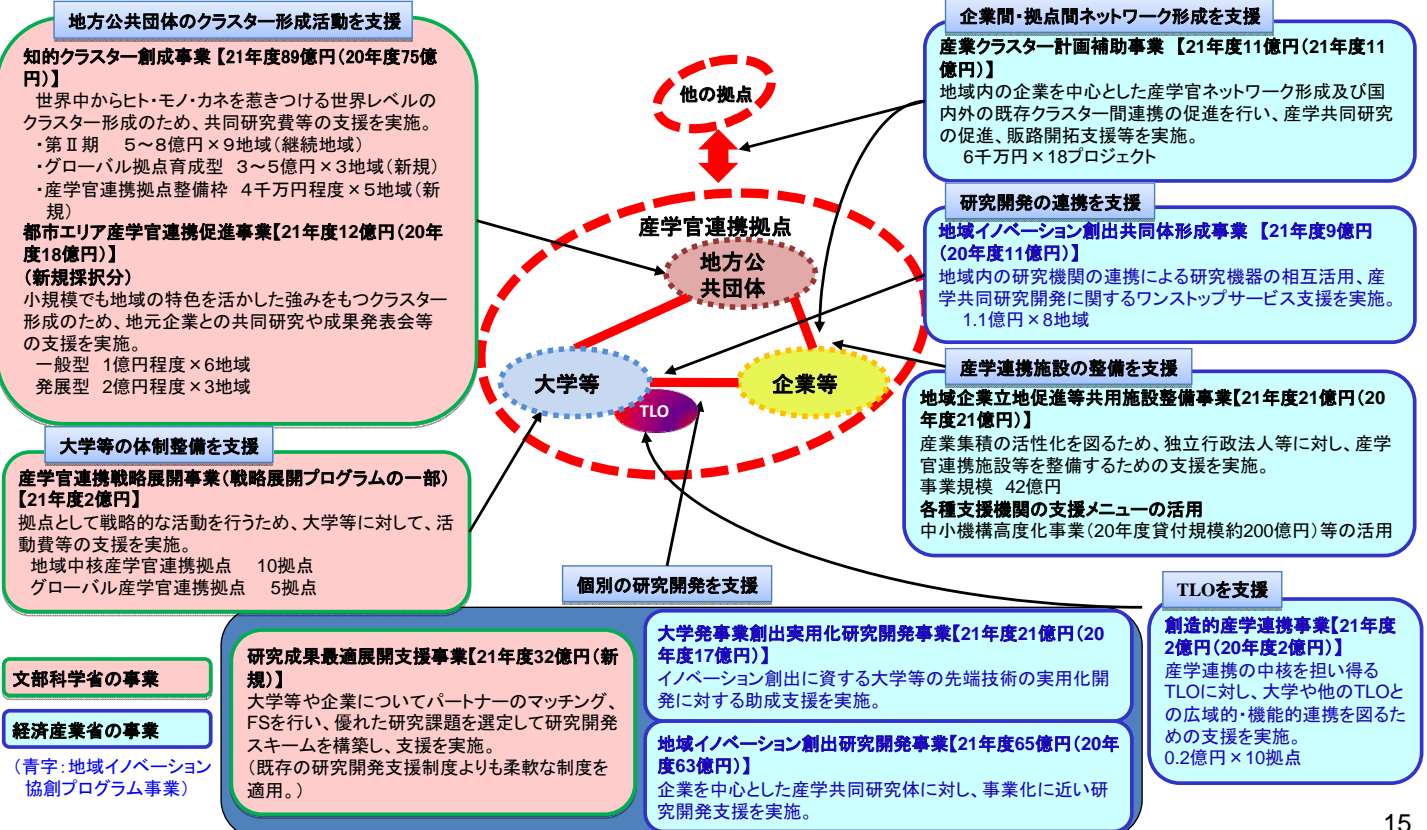 地方公共団体のクラスター形成活動を支援
知的クラスター創成事業【21年度89億円(20年度75億
円)】
世界中からヒト・モノ・カネを惹きつける世界レベルの
クラスター形成のため、共同研究費等の支援を実施。
・第Ⅱ期　5～8億円×9地域(継続地域)
・グローバル拠点育成型　3～5億円×3地域(新規)
・産学官連携拠点整備枠　4千万円程度×5地域(新
規)
都市エリア産学官連携促進事業【21年度12億円(20年
度18億円)】
(新規採択分)
小規模でも地域の特色を活かした強みをもつクラスター
形成のため、地元企業との共同研究や成果発表会等
の支援を実施。
一般型　1億円程度×6地域
発展型　2億円程度×3地域
大学等の体制整備を支援
産学官連携戦略展開事業(戦略展開プログラムの一部)
【21年度2億円】
拠点として戦略的な活動を行うため、大学等に対して、活
動費等の支援を実施。
地域中核産学官連携拠点　10拠点
グローバル産学官連携拠点　5拠点
他の拠点
産学官連携拠点
地方公
共団体
大学等
企業等
TLO
企業間・拠点間ネットワーク形成を支援
産業クラスター計画補助事業　【21年度11億円(21年度11
億円)】
地域内の企業を中心とした産学官ネットワーク形成及び国
内外の既存クラスター間連携の促進を行い、産学共同研究
の促進、販路開拓支援等を実施。
6千万円×18プロジェクト
研究開発の連携を支援
地域イノベーション創出共同体形成事業　【21年度9億円
(20年度11億円)】
地域内の研究機関の連携による研究機器の相互活用、産
学共同研究開発に関するワンストップサービス支援を実施。
1.1億円×8地域
産学連携施設の整備を支援
地域企業立地促進等共用施設整備事業【21年度21億円(20
年度21億円)】
産業集積の活性化を図るため、独立行政法人等に対し、産学
官連携施設等を整備するための支援を実施。
事業規模　42億円
各種支援機関の支援メニューの活用
中小機構高度化事業(20年度貸付規模約200億円)等の活用
個別の研究開発を支援
研究成果最適展開支援事業【21年度32億円(新
規)】
大学等や企業についてパートナーのマッチング、
FSを行い、優れた研究課題を選定して研究開発
スキームを構築し、支援を実施。
(既存の研究開発支援制度よりも柔軟な制度を
適用。)
大学発事業創出実用化研究開発事業【21年度21億円(20
年度17億円)】
イノベーション創出に資する大学等の先端技術の実用化開
発に対する助成支援を実施。
地域イノベーション創出研究開発事業【21年度65億円(20年
度63億円)】
企業を中心とした産学共同研究体に対し、事業化に近い研
究開発支援を実施。
TLOを支援
創造的産学連携事業【21年度
2億円(20年度2億円)】
産学連携の中核を担い得る
TLOに対し、大学や他のTLOと
の広域的・機能的連携を図るた
めの支援を実施。
0.2億円×10拠点
文部科学省の事業
経済産業省の事業
(青字:地域イノベーション
協創プログラム事業)
15